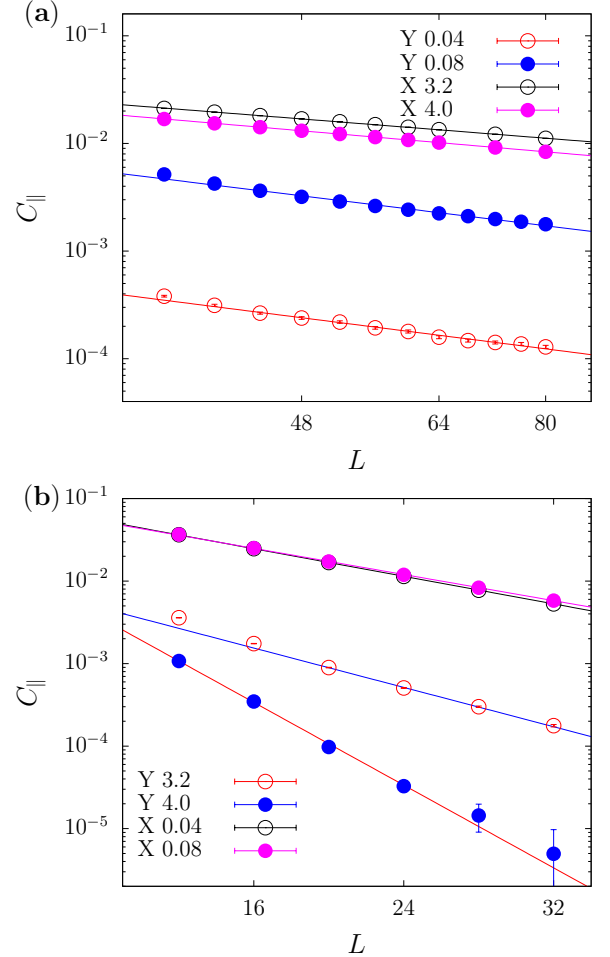 (a)
10⁻¹
10⁻²
10⁻³
10⁻⁴
C∥
Y 0.04
Y 0.08
X 3.2
X 4.0
48
64
80
L
(b)
10⁻¹
10⁻²
10⁻³
10⁻⁴
10⁻⁵
C∥
Y 3.2
Y 4.0
X 0.04
X 0.08
16
24
32
L